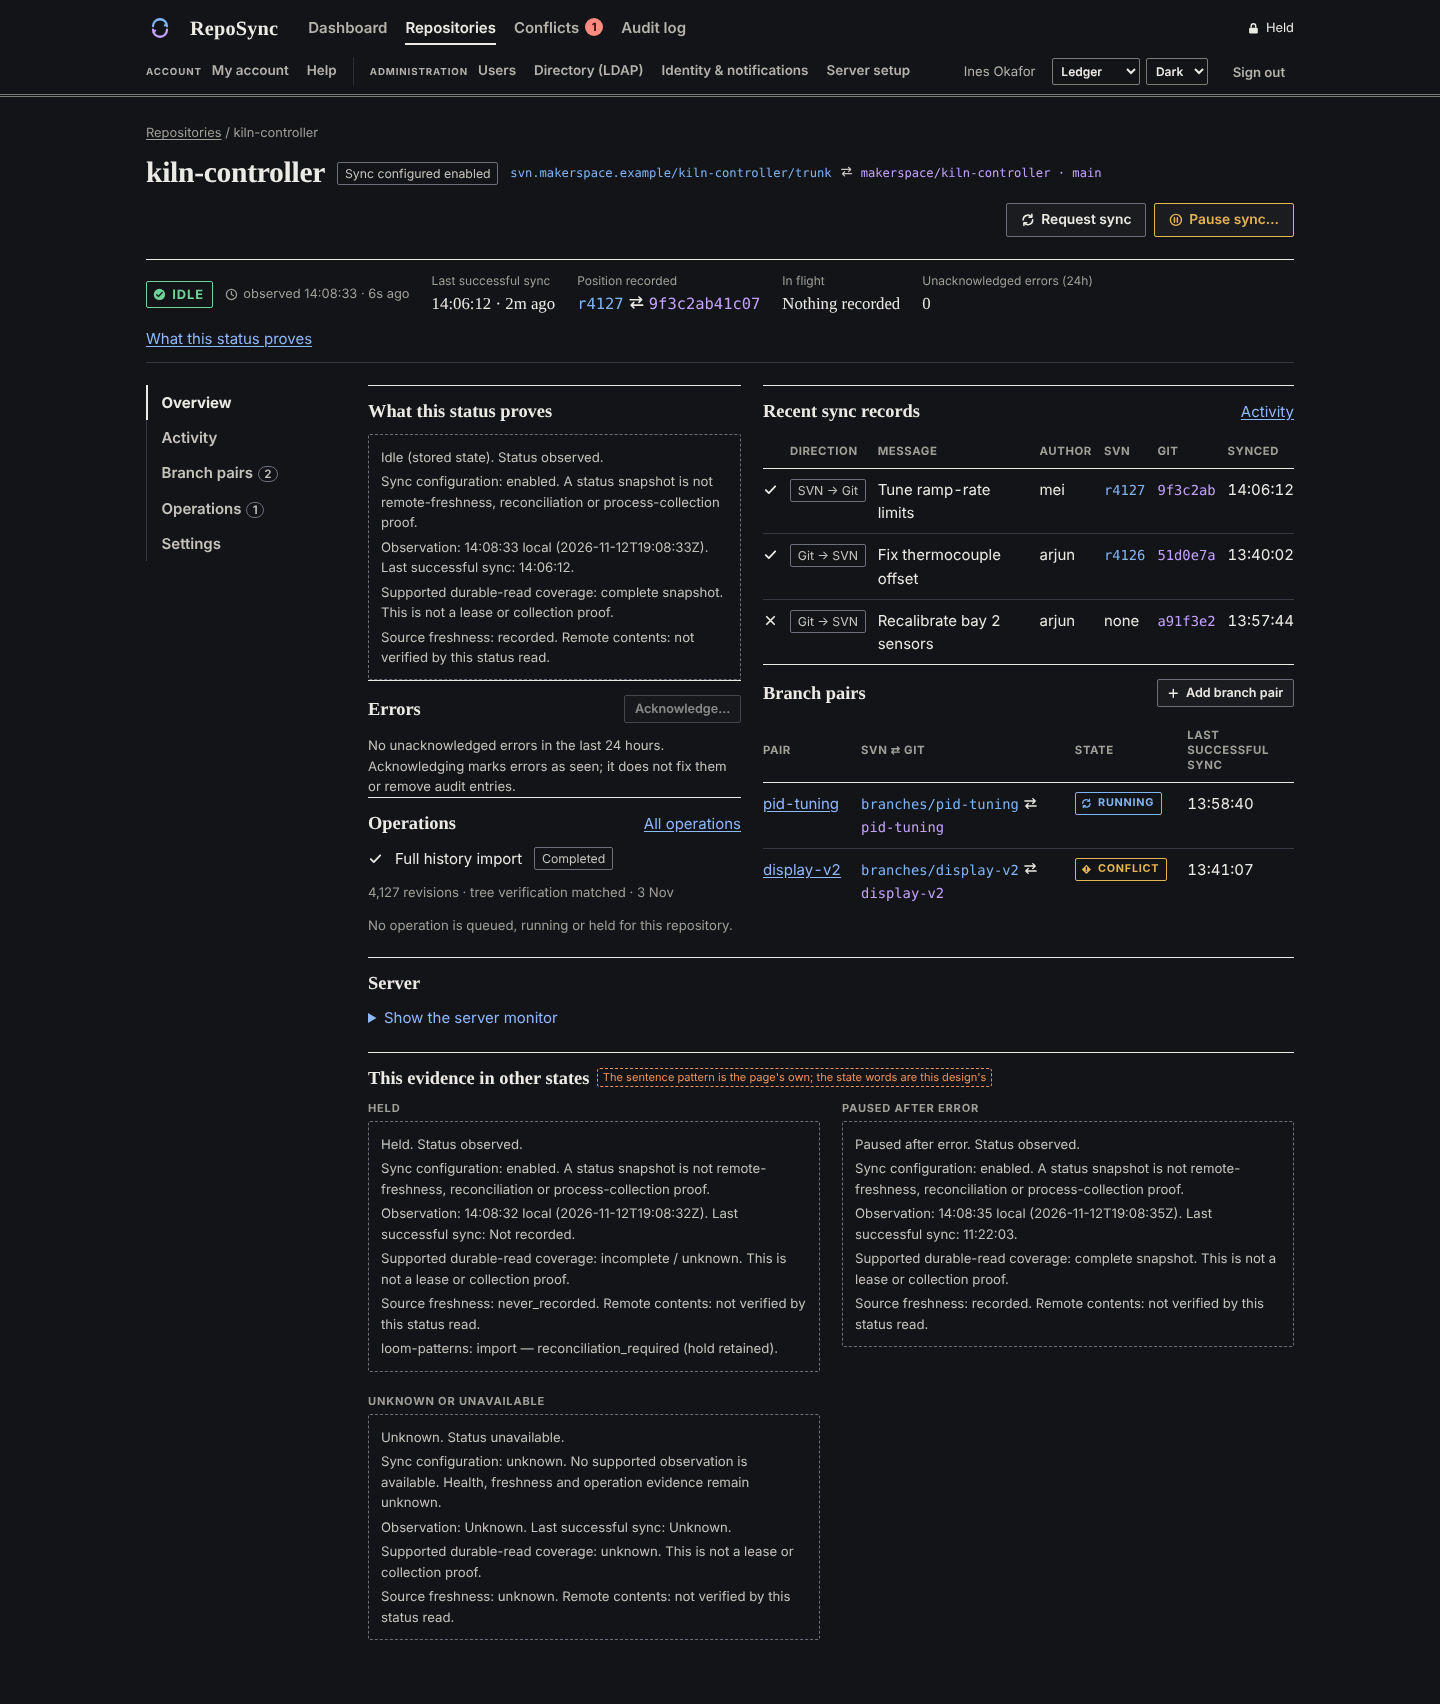 RepoSync Dashboard Repositories Conflicts 1 Audit log Held
ACCOUNT My account Help ADMINISTRATION Users Directory (LDAP) Identity & notifications Server setup Ines Okafor Ledger Dark Sign out
Repositories / kiln-controller
kiln-controller Sync configured enabled svn.makerspace.example/kiln-controller/trunk ⇄ makerspace/kiln-controller · main
Request sync Pause sync…
IDLE observed 14:08:33 · 6s ago
Last successful sync
14:06:12 · 2m ago
Position recorded
r4127 ⇄ 9f3c2ab41c07
In flight
Nothing recorded
Unacknowledged errors (24h)
0
What this status proves
Overview
Activity
Branch pairs 2
Operations 1
Settings
What this status proves
Idle (stored state). Status observed.
Sync configuration: enabled. A status snapshot is not
remote-freshness, reconciliation or process-collection
proof.
Observation: 14:08:33 local (2026-11-12T19:08:33Z).
Last successful sync: 14:06:12.
Supported durable-read coverage: complete snapshot.
This is not a lease or collection proof.
Source freshness: recorded. Remote contents: not
verified by this status read.
Errors Acknowledge…
No unacknowledged errors in the last 24 hours.
Acknowledging marks errors as seen; it does not fix them
or remove audit entries.
Operations All operations
Full history import Completed
4,127 revisions · tree verification matched · 3 Nov
No operation is queued, running or held for this repository.
Recent sync records Activity
DIRECTION MESSAGE AUTHOR SVN GIT SYNCED
SVN → Git Tune ramp-rate mei r4127 9f3c2ab 14:06:12
limits
Git → SVN Fix thermocouple arjun r4126 51d0e7a 13:40:02
offset
Git → SVN Recalibrate bay 2 arjun none a91f3e2 13:57:44
sensors
Branch pairs + Add branch pair
PAIR SVN ⇄ GIT STATE LAST
SUCCESSFUL
SYNC
pid-tuning branches/pid-tuning ⇄ RUNNING 13:58:40
pid-tuning
display-v2 branches/display-v2 ⇄ CONFLICT 13:41:07
display-v2
Server
Show the server monitor
This evidence in other states The sentence pattern is the page's own; the state words are this design's
HELD
Held. Status observed.
Sync configuration: enabled. A status snapshot is not remote-
freshness, reconciliation or process-collection proof.
Observation: 14:08:32 local (2026-11-12T19:08:32Z). Last
successful sync: Not recorded.
Supported durable-read coverage: incomplete / unknown. This is
not a lease or collection proof.
Source freshness: never_recorded. Remote contents: not verified by
this status read.
loom-patterns: import — reconciliation_required (hold retained).
PAUSED AFTER ERROR
Paused after error. Status observed.
Sync configuration: enabled. A status snapshot is not remote-
freshness, reconciliation or process-collection proof.
Observation: 14:08:35 local (2026-11-12T19:08:35Z). Last
successful sync: 11:22:03.
Supported durable-read coverage: complete snapshot. This is not a
lease or collection proof.
Source freshness: recorded. Remote contents: not verified by this
status read.
UNKNOWN OR UNAVAILABLE
Unknown. Status unavailable.
Sync configuration: unknown. No supported observation is
available. Health, freshness and operation evidence remain
unknown.
Observation: Unknown. Last successful sync: Unknown.
Supported durable-read coverage: unknown. This is not a lease or
collection proof.
Source freshness: unknown. Remote contents: not verified by this
status read.